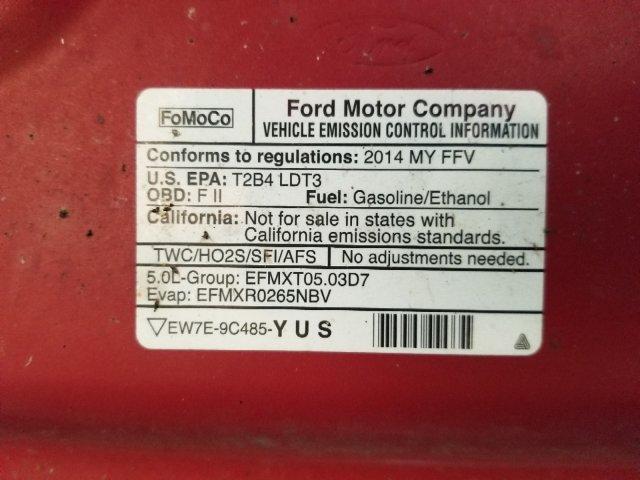 Ford
FoMoCo
Ford Motor Company
VEHICLE EMISSION CONTROL INFORMATION
Conforms to regulations: 2014 MY FFV
U.S. EPA: T2B4 LDT3
OBD: F II Fuel: Gasoline/Ethanol
California: Not for sale in states with
California emissions standards.
TWC/HO2S/SFI/AFS No adjustments needed.
5.0L-Group: EFMXT05.03D7
Evap: EFMXR0265NBV
EW7E-9C485-YUS